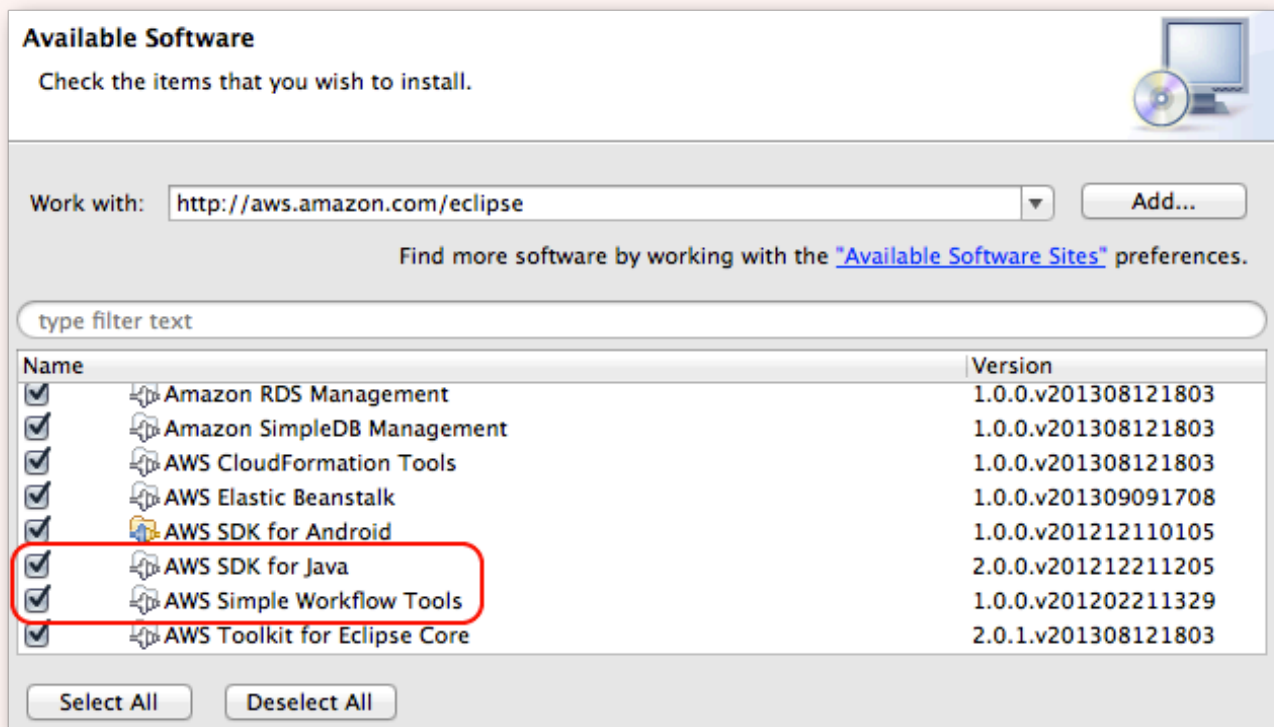 Available Software
Check the items that you wish to install.
Work with: http://aws.amazon.com/eclipse Add...
Find more software by working with the "Available Software Sites" preferences.
type filter text
Name Version
Amazon RDS Management 1.0.0.v201308121803
Amazon SimpleDB Management 1.0.0.v201308121803
AWS CloudFormation Tools 1.0.0.v201308121803
AWS Elastic Beanstalk 1.0.0.v201309091708
AWS SDK for Android 1.0.0.v201212110105
AWS SDK for Java 2.0.0.v201212211205
AWS Simple Workflow Tools 1.0.0.v201202211329
AWS Toolkit for Eclipse Core 2.0.1.v201308121803
Select All Deselect All